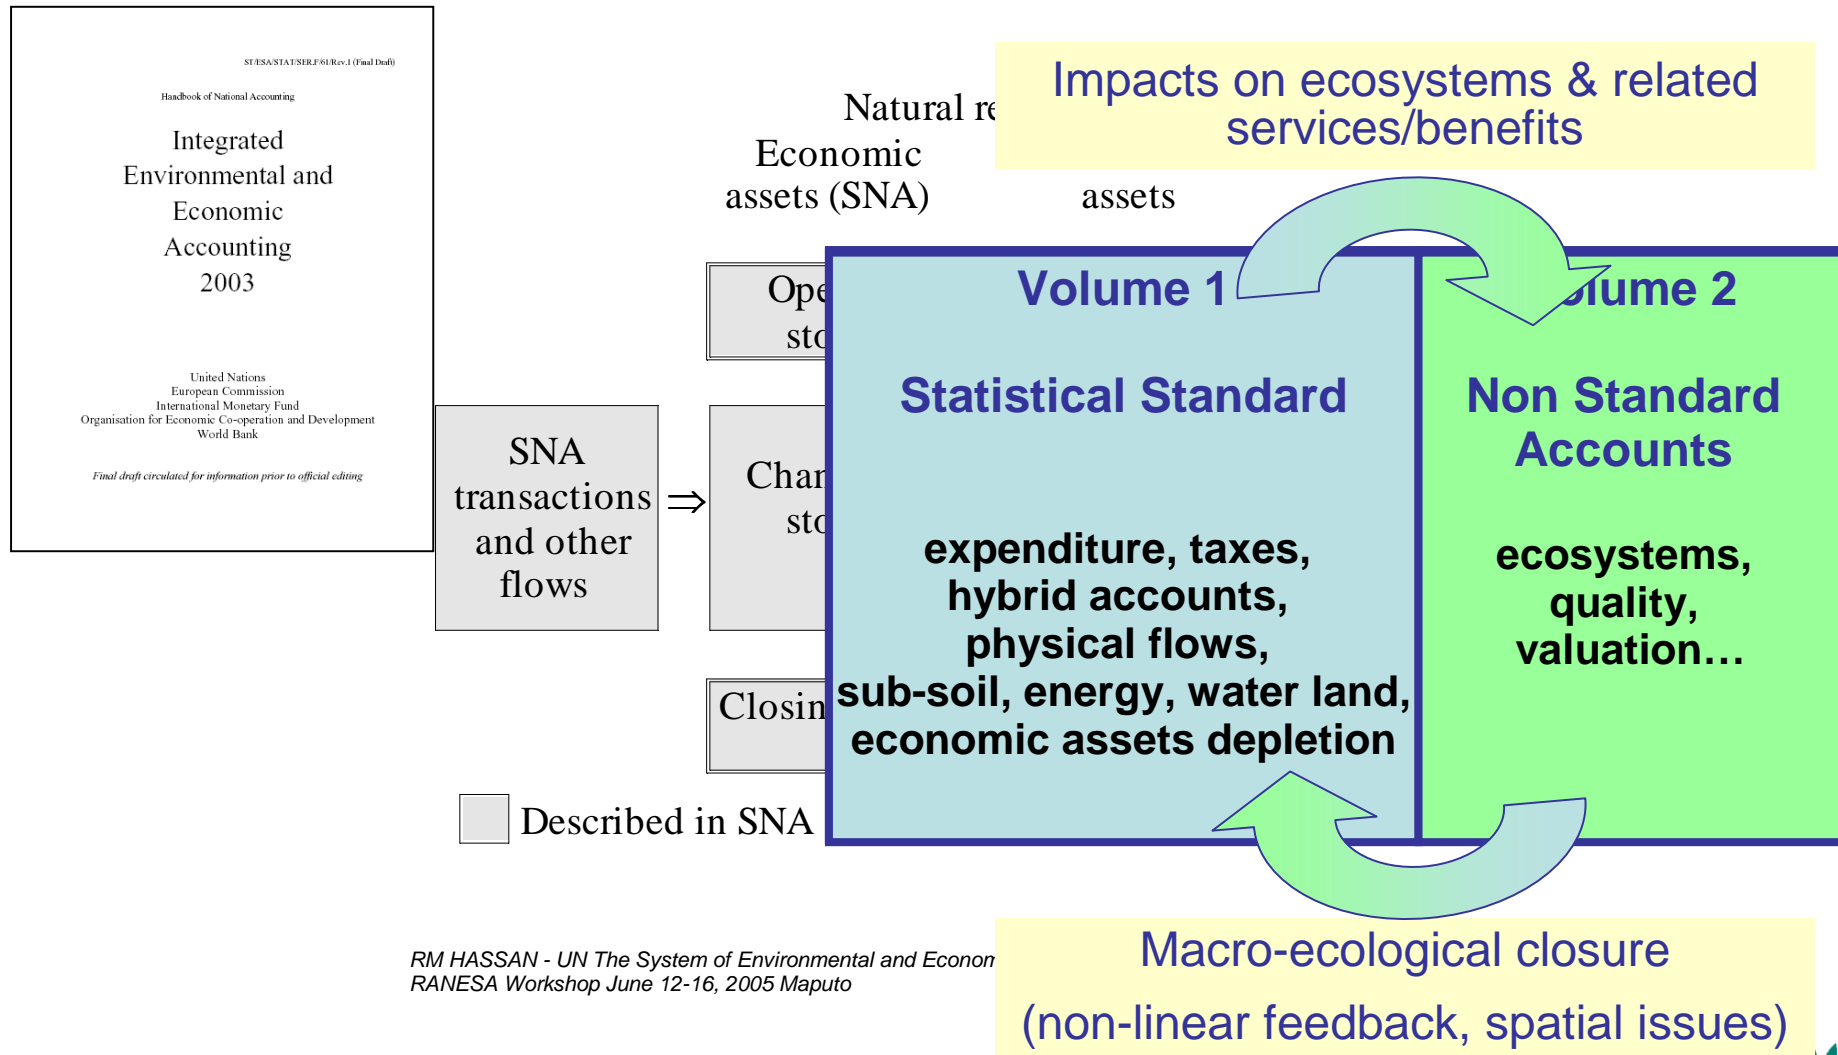 ST/ESA/STAT/SER.F/61/Rev.1 (Final Draft)
Handbook of National Accounting
Integrated
Environmental and
Economic
Accounting
2003
United Nations
European Commission
International Monetary Fund
Organisation for Economic Co-operation and Development
World Bank
Final draft circulated for information prior to official editing
Impacts on ecosystems & related
services/benefits
Natural re
Economic
assets (SNA)
assets
Ope
sto
SNA
transactions
and other
flows
⇒
Chan
sto
Closin
Described in SNA
Volume 1
Statistical Standard
expenditure, taxes,
hybrid accounts,
physical flows,
sub-soil, energy, water land,
economic assets depletion
olume 2
Non Standard
Accounts
ecosystems,
quality,
valuation…
Macro-ecological closure
(non-linear feedback, spatial issues)
RM HASSAN - UN The System of Environmental and Econom
RANESA Workshop June 12-16, 2005 Maputo